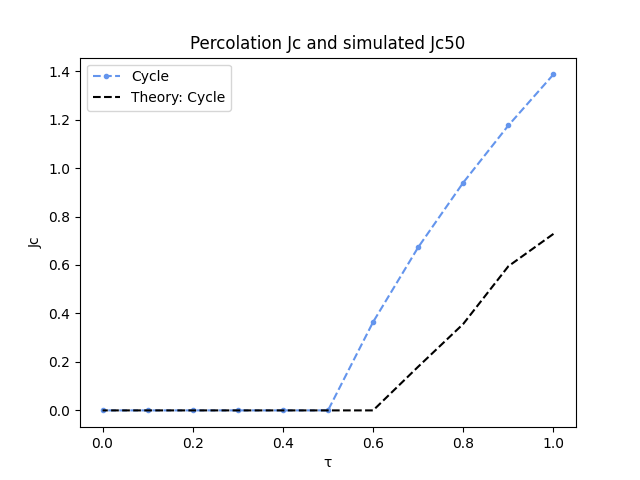 Percolation Jc and simulated Jc50
Cycle
Theory: Cycle
Jc
1.4
1.2
1.0
0.8
0.6
0.4
0.2
0.0
0.0 0.2 0.4 0.6 0.8 1.0
τ